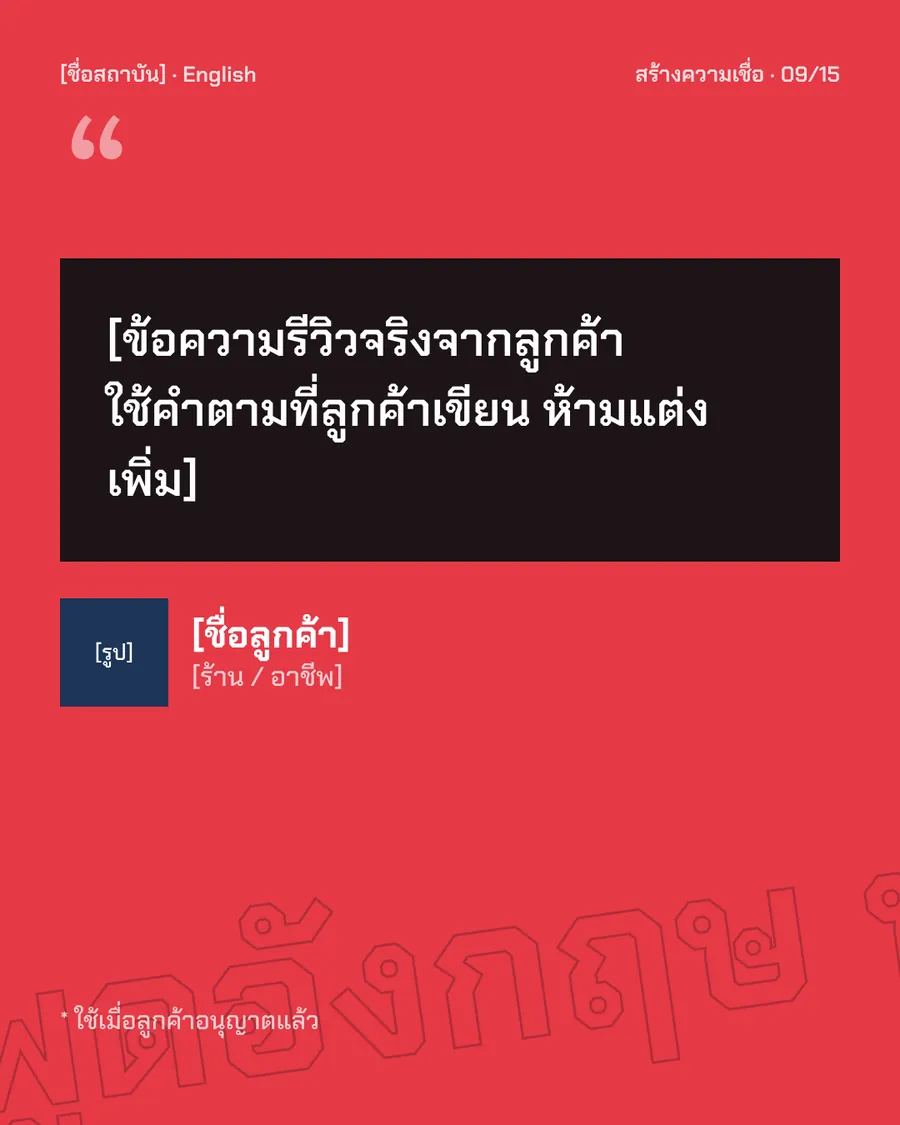 [ชื่อสถาบัน] · English
สร้างความเชื่อ · 09/15
“
[ข้อความรีวิวจริงจากลูกค้า
ใช้คำตามที่ลูกค้าเขียน ห้ามแต่ง
เพิ่ม]
[รูป]
[ชื่อลูกค้า]
[ร้าน / อาชีพ]
พูดอังกฤษ
* ใช้เมื่อลูกค้าอนุญาตแล้ว